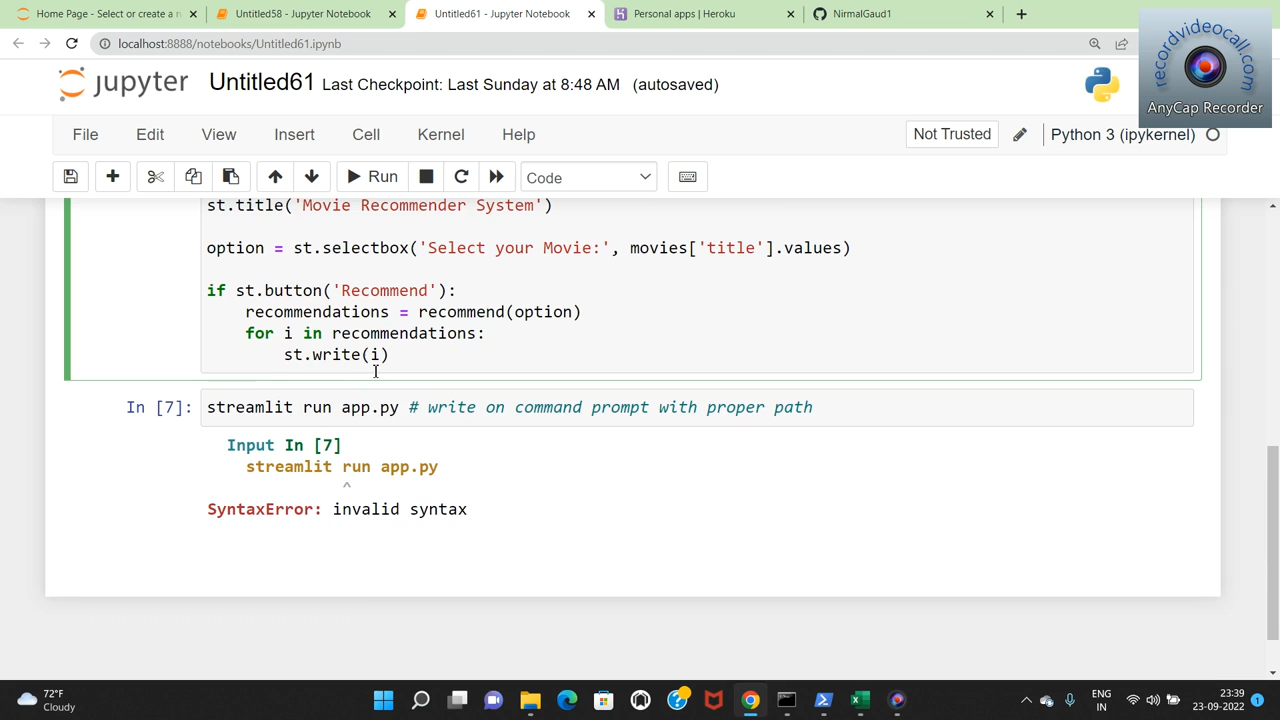 Home Page - Select or create a n
Untitled58 - Jupyter Notebook
Untitled61 - Jupyter Notebook
Personal apps | Heroku
NirmalGaud1
localhost:8888/notebooks/Untitled61.ipynb
recordvideocall.com
AnyCap Recorder
jupyter
Untitled61
Last Checkpoint: Last Sunday at 8:48 AM
(autosaved)
File
Edit
View
Insert
Cell
Kernel
Help
Not Trusted
Python 3 (ipykernel)
Run
Code
st.title('Movie Recommender System')
option = st.selectbox('Select your Movie:', movies['title'].values)
if st.button('Recommend'):
recommendations = recommend(option)
for i in recommendations:
st.write(i)
In [7]:
streamlit run app.py # write on command prompt with proper path
Input In [7]
streamlit run app.py
^
SyntaxError: invalid syntax
72°F
Cloudy
ENG
IN
23:39
23-09-2022
1